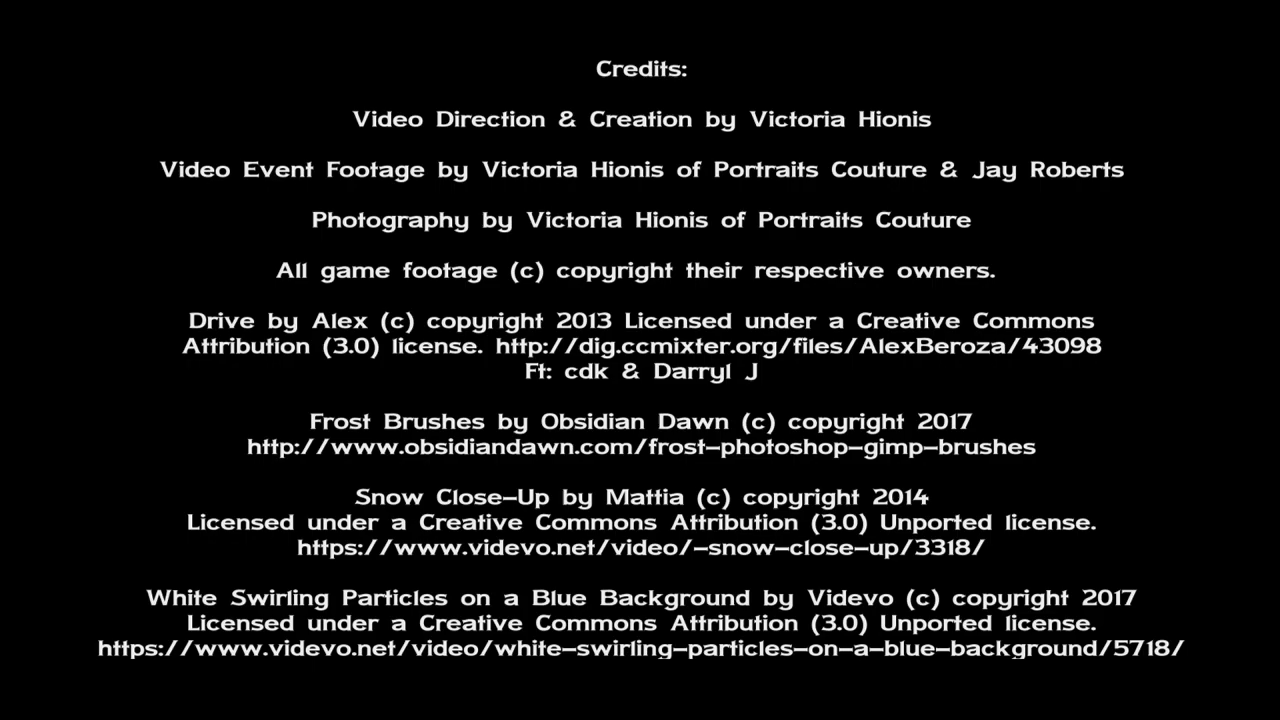 Credits:
Video Direction & Creation by Victoria Hionis
Video Event Footage by Victoria Hionis of Portraits Couture & Jay Roberts
Photography by Victoria Hionis of Portraits Couture
All game footage (c) copyright their respective owners.
Drive by Alex (c) copyright 2013 Licensed under a Creative Commons
Attribution (3.0) license. http://dig.ccmixter.org/files/AlexBeroza/43098
Ft: cdk & Darryl J
Frost Brushes by Obsidian Dawn (c) copyright 2017
http://www.obsidiandawn.com/frost-photoshop-gimp-brushes
Snow Close-Up by Mattia (c) copyright 2014
Licensed under a Creative Commons Attribution (3.0) Unported license.
https://www.videvo.net/video/-snow-close-up/3318/
White Swirling Particles on a Blue Background by Videvo (c) copyright 2017
Licensed under a Creative Commons Attribution (3.0) Unported license.
https://www.videvo.net/video/white-swirling-particles-on-a-blue-background/5718/